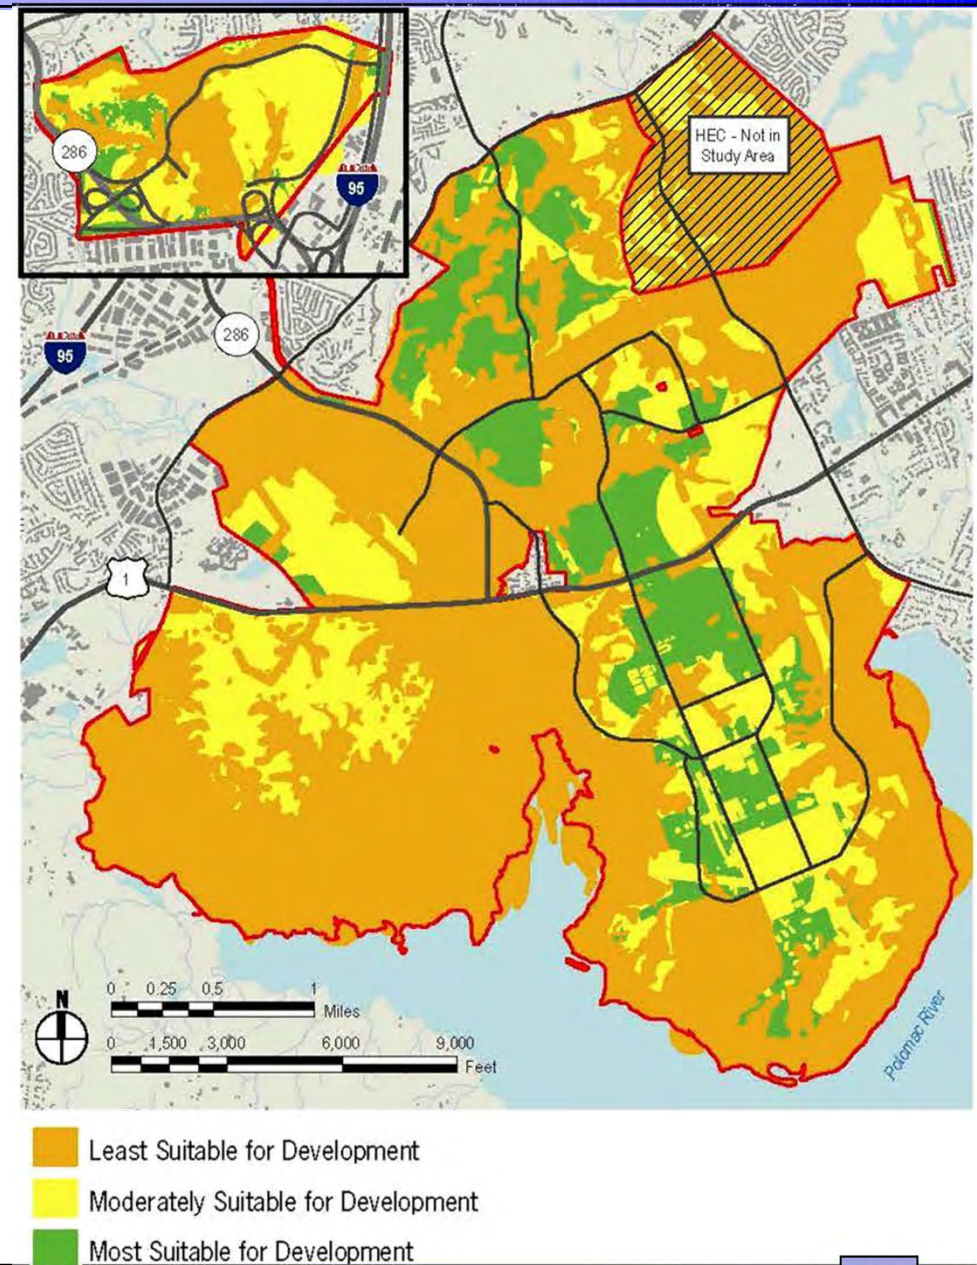 286
95
HEC - Not in
Study Area
286
95
1
N
0 0.25 0.5 1
Miles
0 1,500 3,000 6,000 9,000
Feet
Potomac River
Least Suitable for Development
Moderately Suitable for Development
Most Suitable for Development